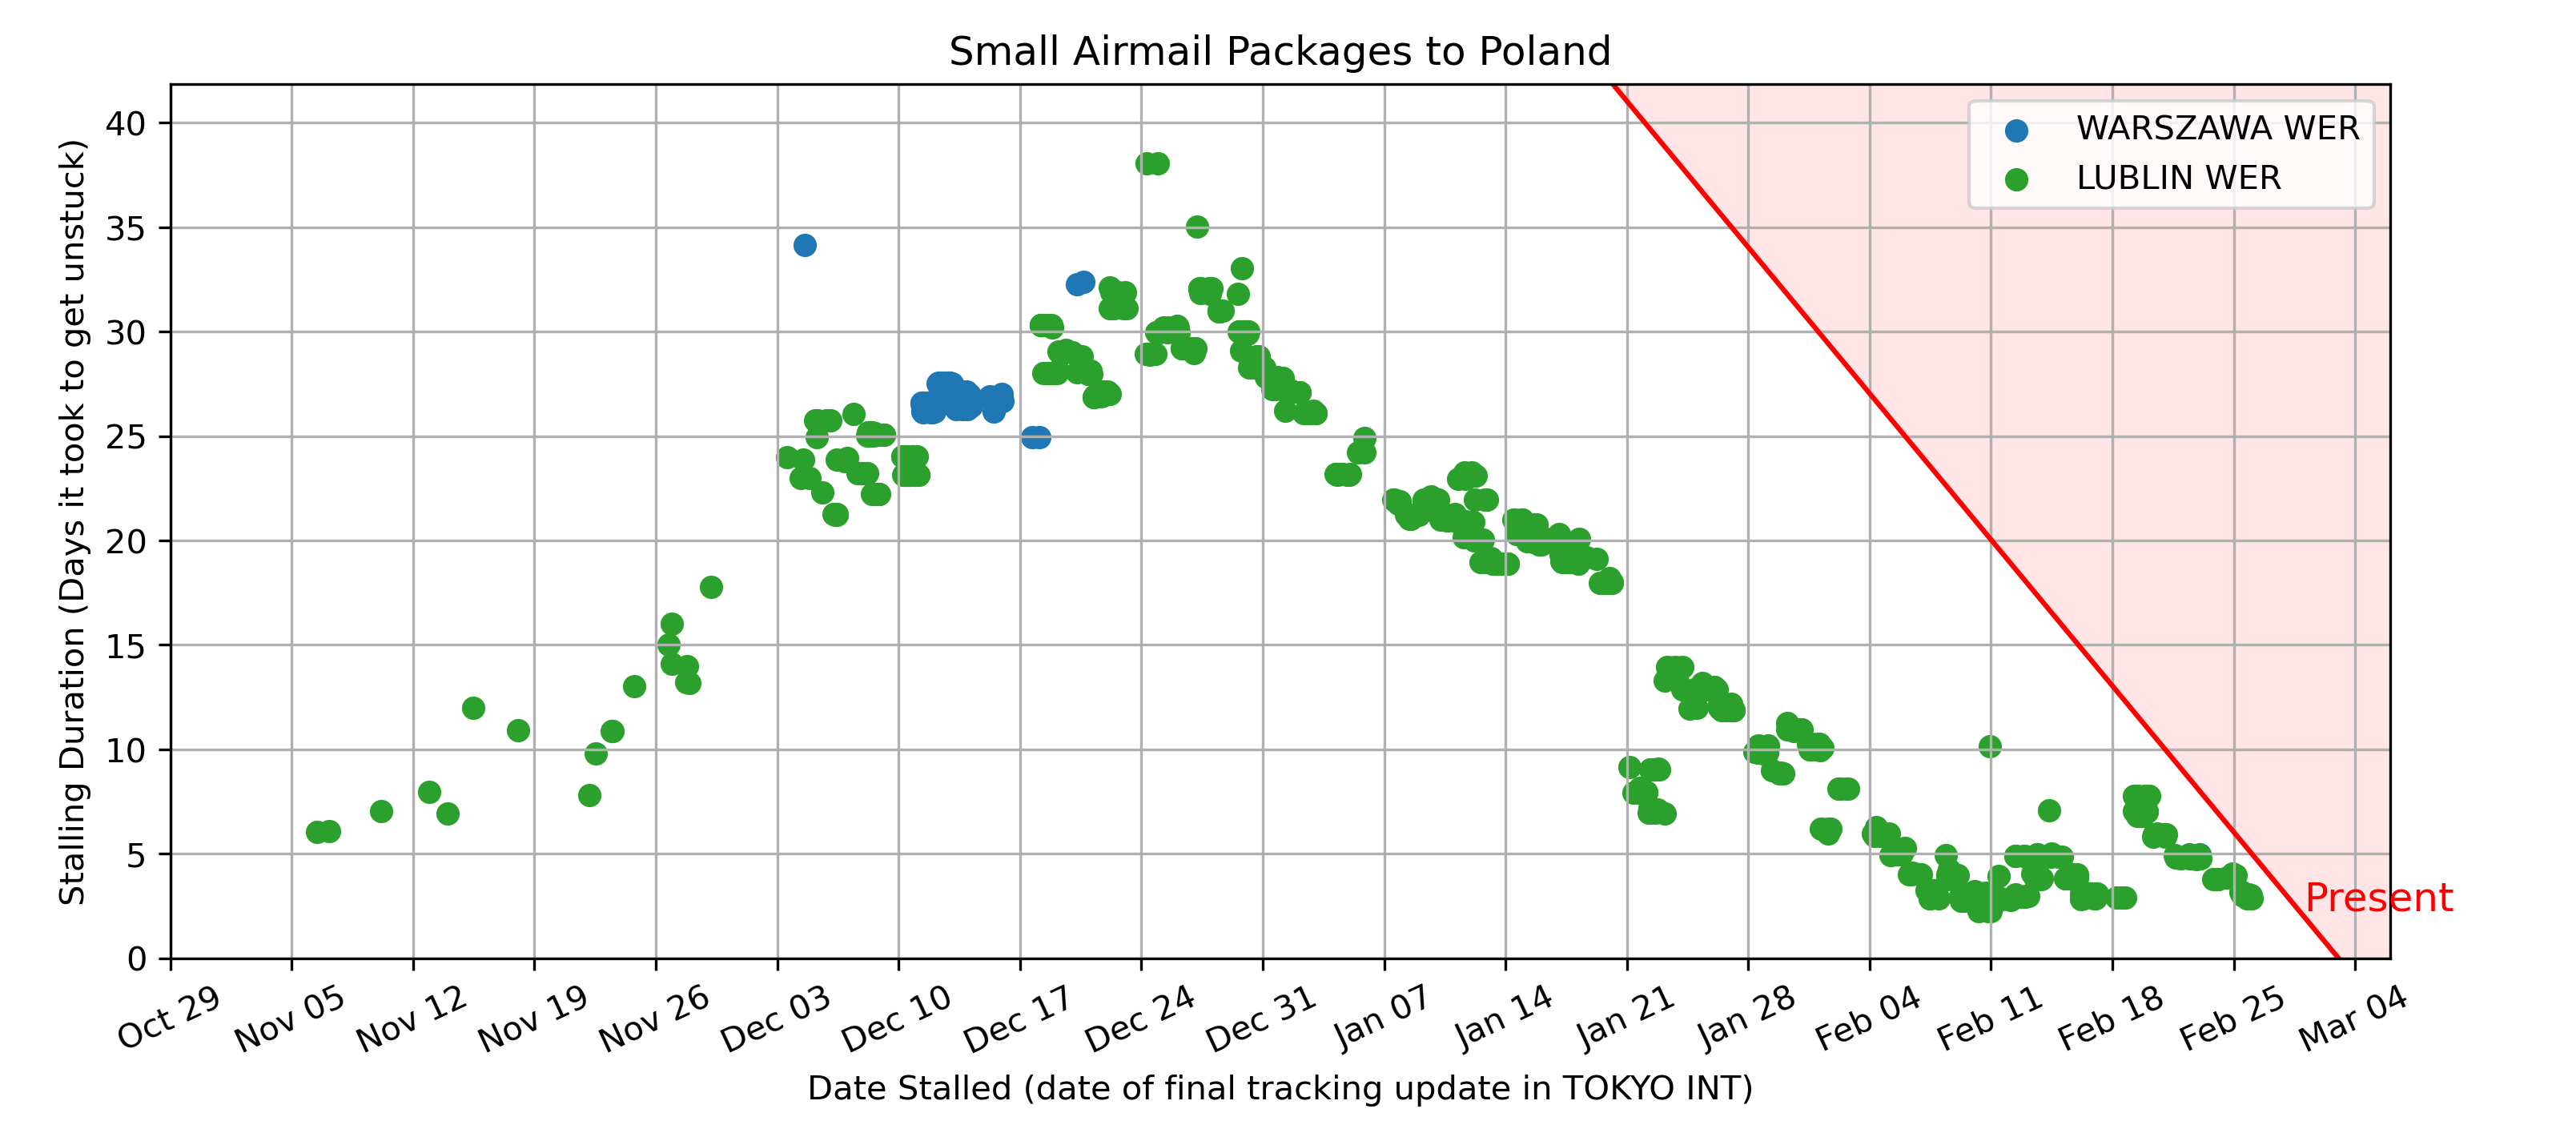 Small Airmail Packages to Poland
Stalling Duration (Days it took to get unstuck)
40
35
30
25
20
15
10
5
0
WARSZAWA WER
LUBLIN WER
Present
Oct 29
Nov 05
Nov 12
Nov 19
Nov 26
Dec 03
Dec 10
Dec 17
Dec 24
Dec 31
Jan 07
Jan 14
Jan 21
Jan 28
Feb 04
Feb 11
Feb 18
Feb 25
Mar 04
Date Stalled (date of final tracking update in TOKYO INT)